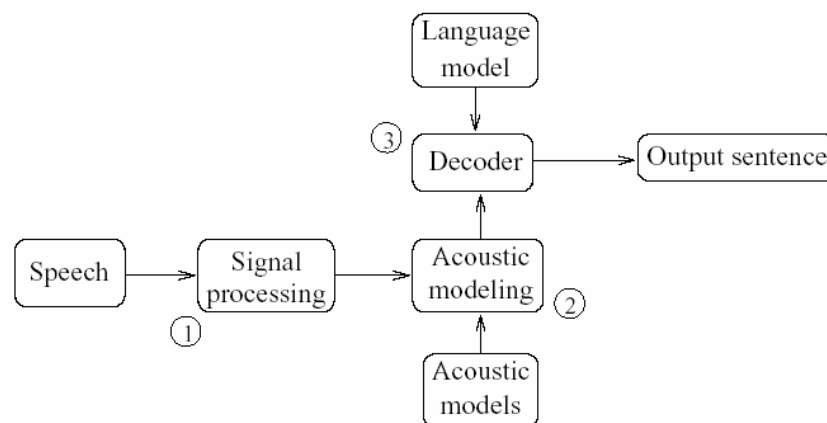 Language
model
3
Decoder
Output sentence
Speech
Signal
processing
Acoustic
modeling
1
2
Acoustic
models